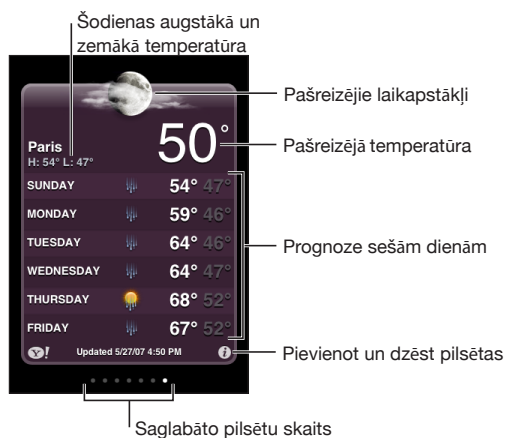 Šodienas augstākā un
zemākā temperatūra
Pašreizējie laikapstākļi
Paris
H: 54° L: 47°
50°
Pašreizējā temperatūra
SUNDAY 54° 47°
MONDAY 59° 46°
TUESDAY 64° 46°
WEDNESDAY 64° 47°
THURSDAY 68° 52°
FRIDAY 67° 52°
Prognoze sešām dienām
Y! Updated 5/27/07 4:50 PM i
Pievienot un dzēst pilsētas
Saglabāto pilsētu skaits